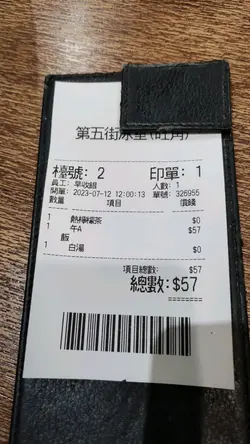 第五街冰室(旺角)
檯號: 2 印單: 1
員工: 早收銀 人數: 1
開單: 2023-07-12 12:00:13 單號: 326955
數量 項目 價錢
1 熱檸檬茶 $0
1 午A $57
飯
1 白湯 $0
項目總數: $57
總數:$57